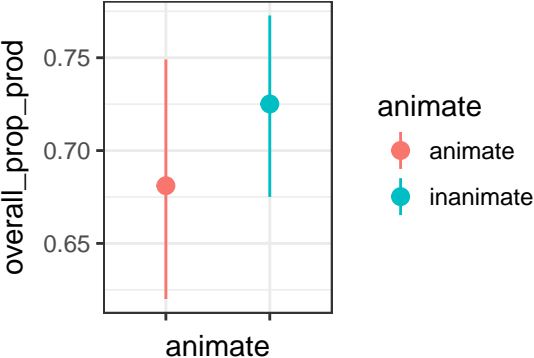 overall_prop_prod
0.75
0.70
0.65
animate
animate
animate
inanimate